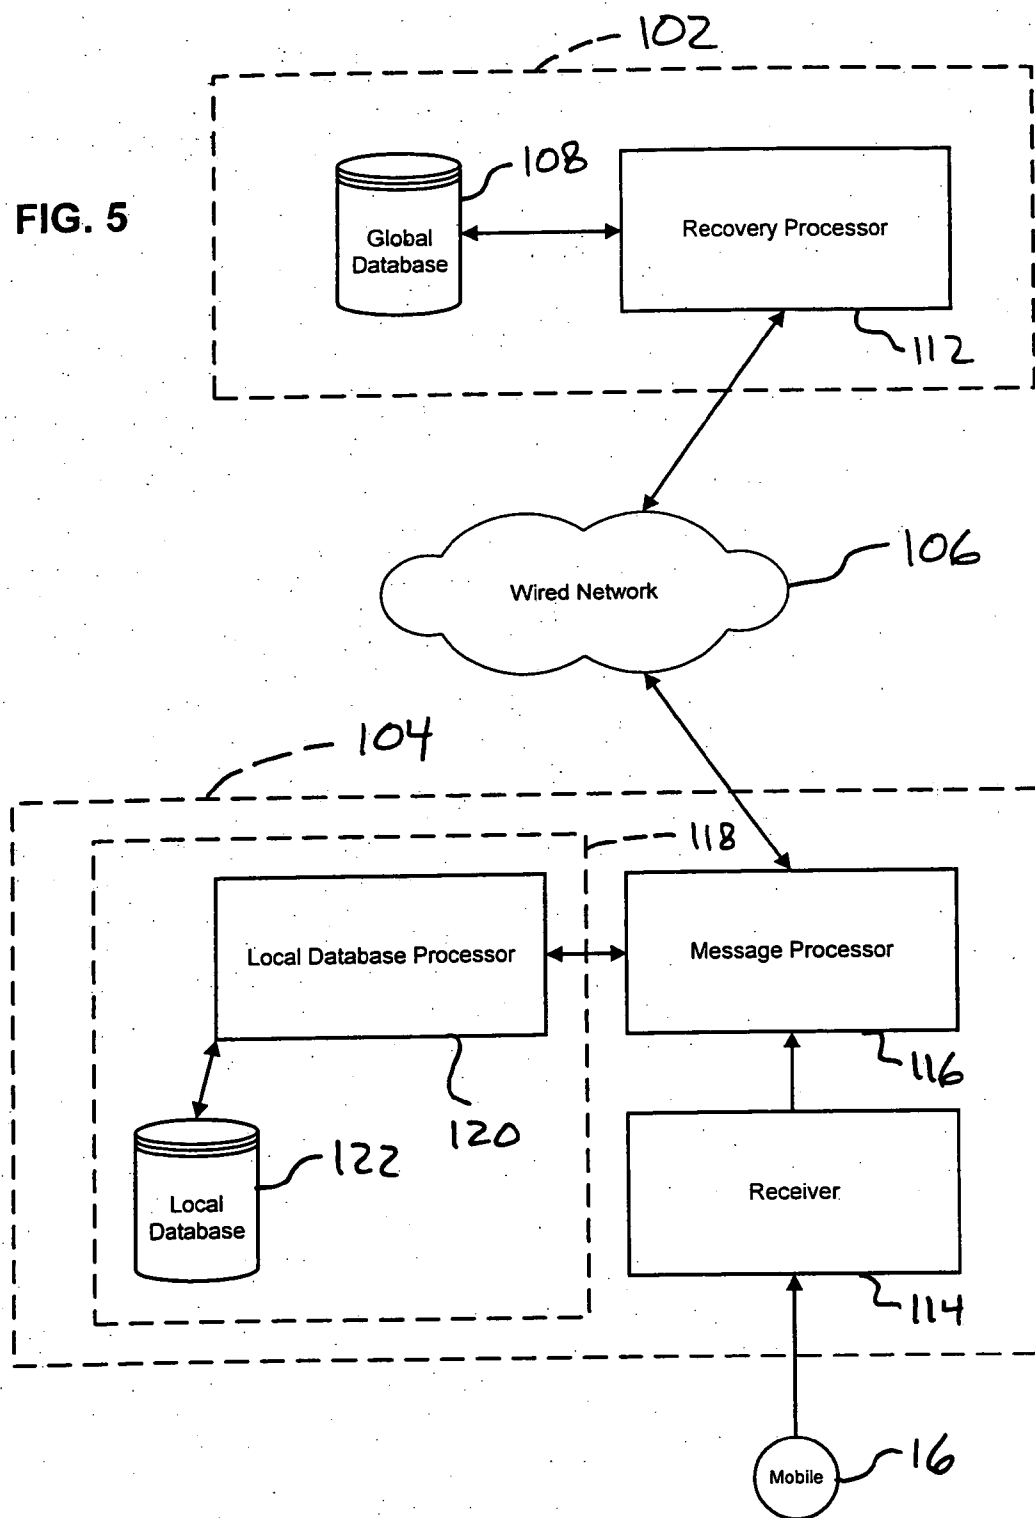 102
108
FIG. 5
Global
Database
Recovery Processor
112
106
Wired Network
104
118
Local Database Processor
Message Processor
116
120
122
Local
Database
Receiver
114
Mobile
16